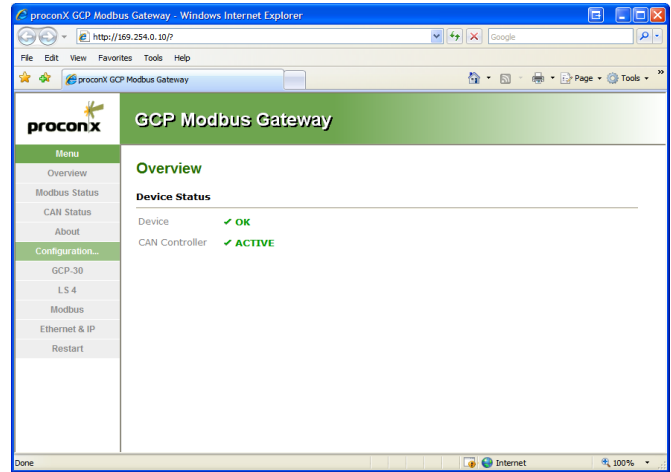 proconX GCP Modbus Gateway - Windows Internet Explorer
http://169.254.0.10/?
Google
File Edit View Favorites Tools Help
proconX GCP Modbus Gateway
Page Tools »
proconx
GCP Modbus Gateway
Menu
Overview
Modbus Status
CAN Status
About
Configuration...
GCP-30
LS 4
Modbus
Ethernet & IP
Restart
Overview
Device Status
Device ✔ OK
CAN Controller ✔ ACTIVE
Done
Internet
100%